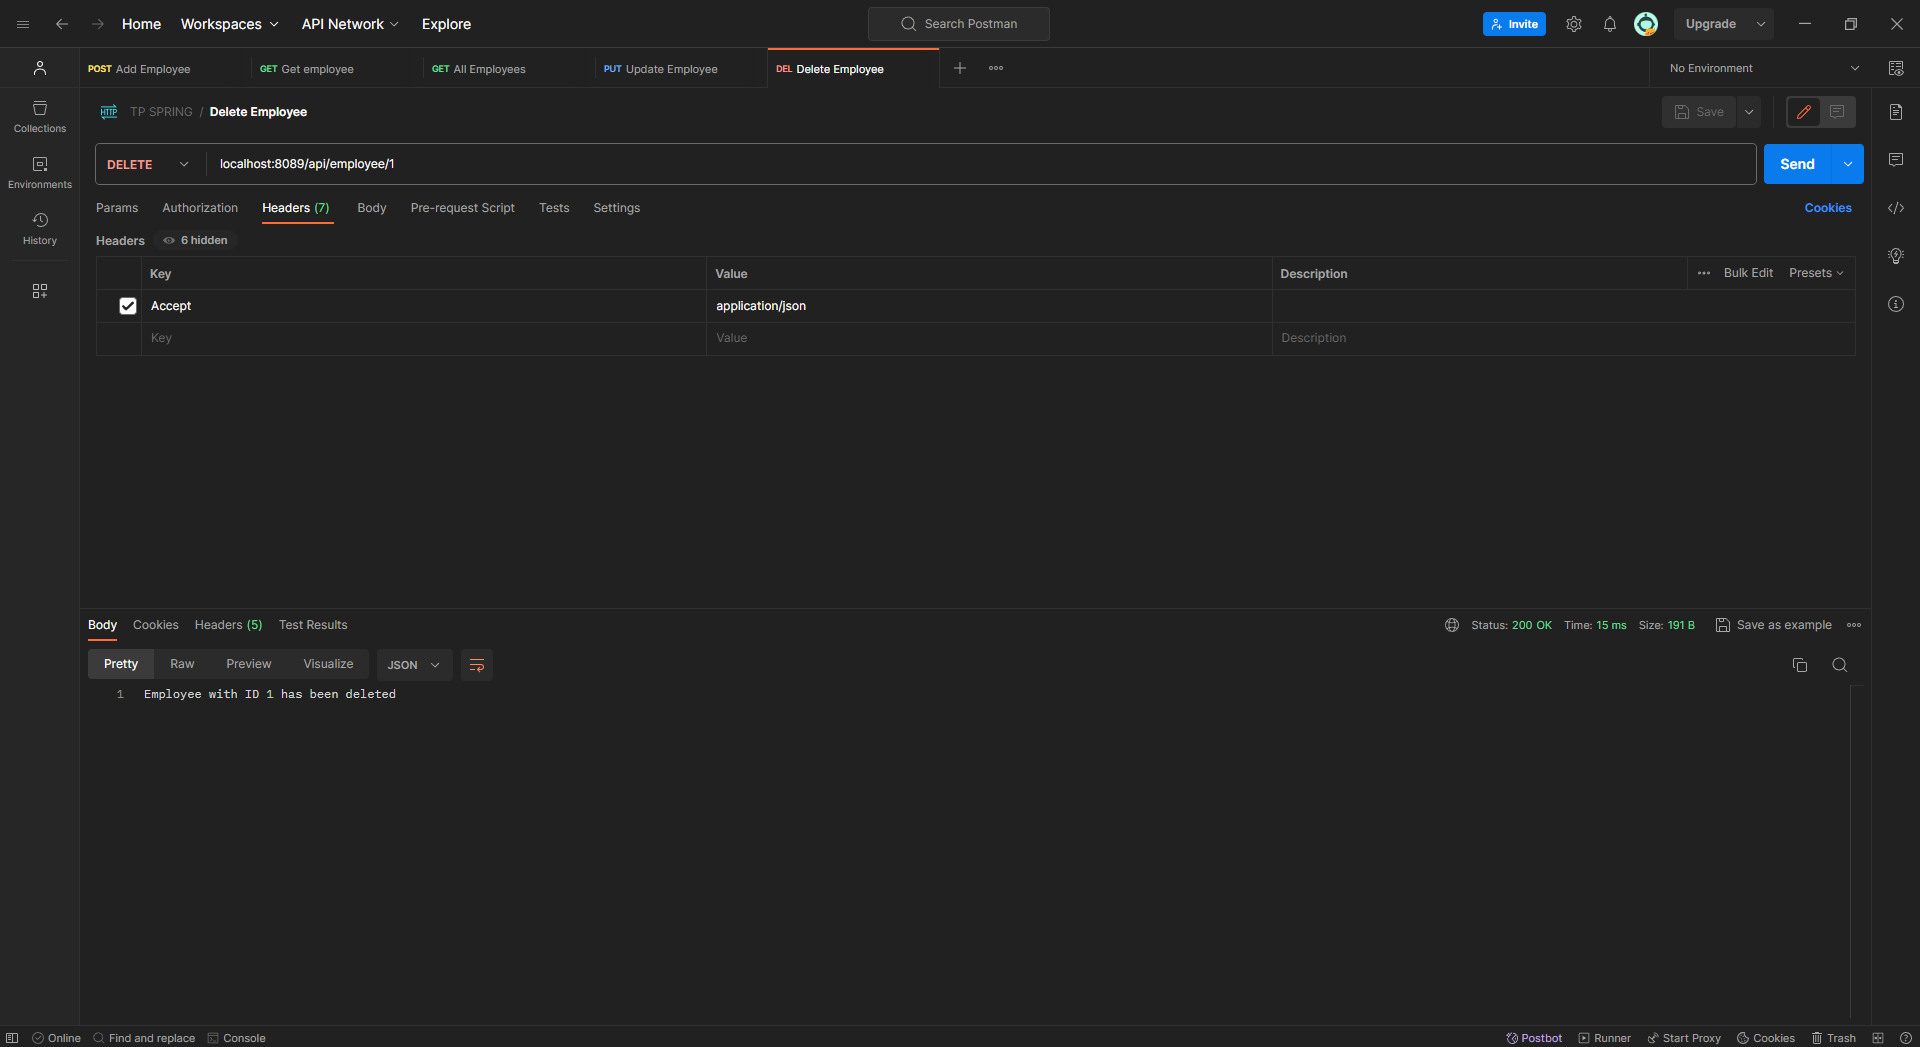 Home Workspaces API Network Explore Search Postman Invite Upgrade
POST Add Employee GET Get employee GET All Employees PUT Update Employee DEL Delete Employee No Environment
HTTP TP SPRING / Delete Employee Save
Collections
DELETE localhost:8089/api/employee/1 Send
Environments
Params Authorization Headers (7) Body Pre-request Script Tests Settings Cookies
History
Headers 6 hidden
Key Value Description Bulk Edit Presets
Accept application/json
Key Value Description
Body Cookies Headers (5) Test Results Status: 200 OK Time: 15 ms Size: 191 B Save as example
Pretty Raw Preview Visualize JSON
1 Employee with ID 1 has been deleted
Online Find and replace Console Postbot Runner Start Proxy Cookies Trash